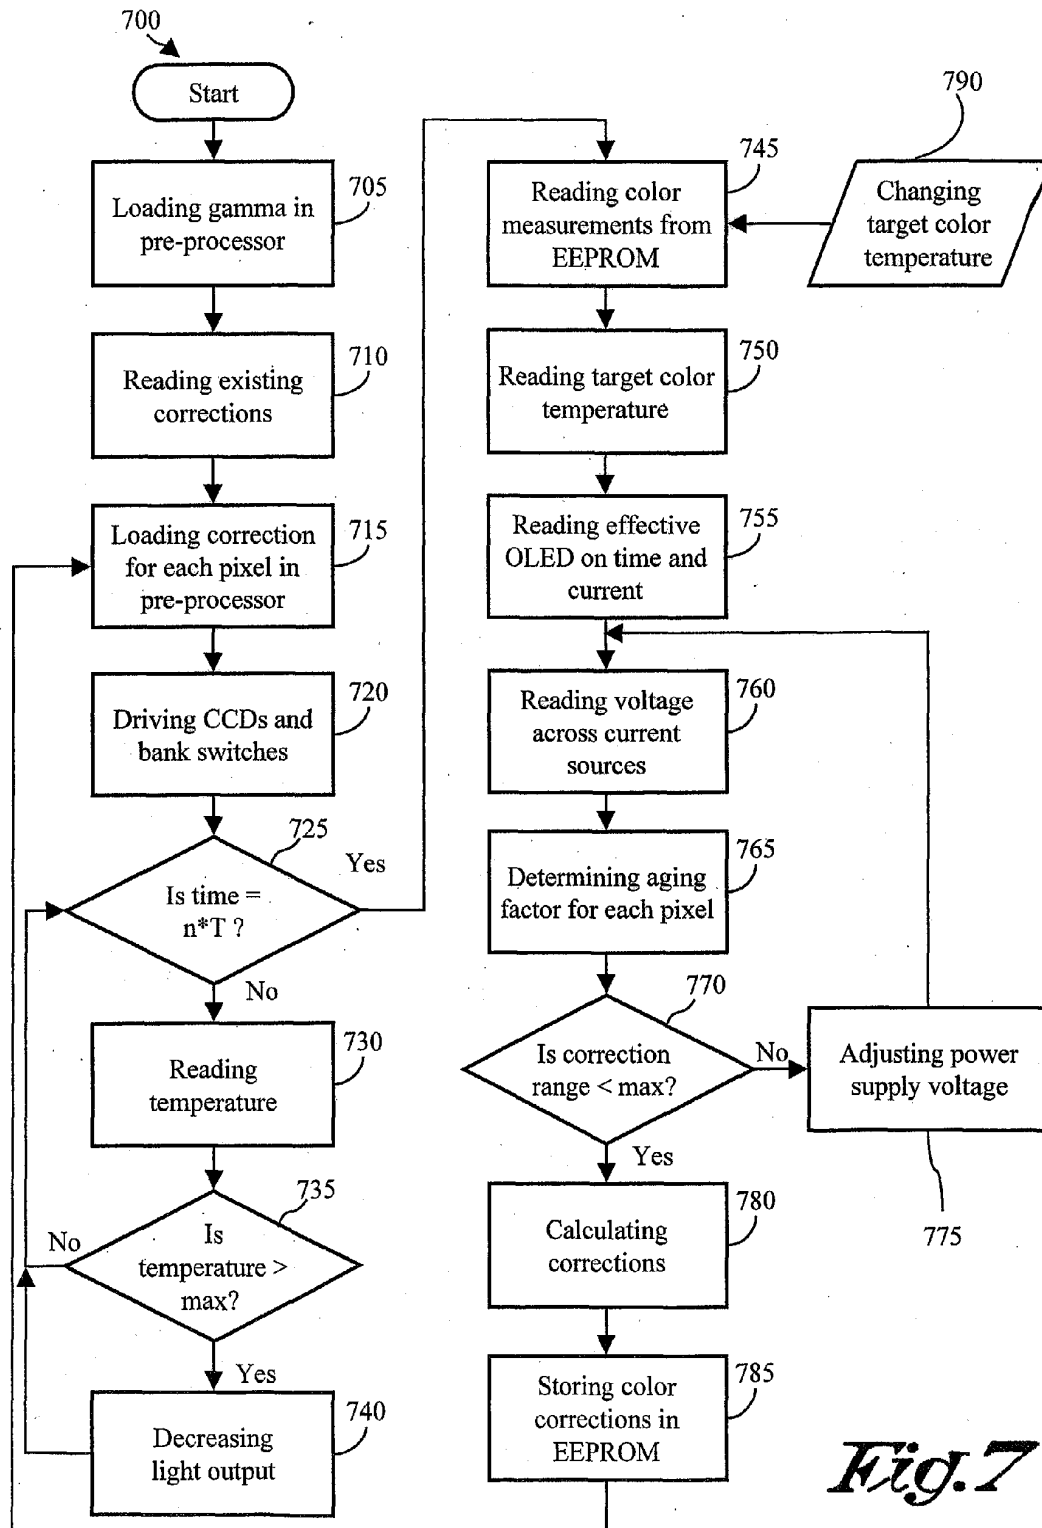 700
Start
Loading gamma in
pre-processor
705
Reading existing
corrections
710
Loading correction
for each pixel in
pre-processor
715
Driving CCDs and
bank switches
720
725
Yes
Is time =
n*T ?
No
Reading
temperature
730
735
No
Is
temperature >
max?
Yes
Decreasing
light output
740
Reading color
measurements from
EEPROM
745
790
Changing
target color
temperature
Reading target color
temperature
750
Reading effective
OLED on time and
current
755
Reading voltage
across current
sources
760
Determining aging
factor for each pixel
765
770
Is correction
range < max?
No
Adjusting power
supply voltage
775
Yes
Calculating
corrections
780
Storing color
corrections in
EEPROM
785
Fig.7